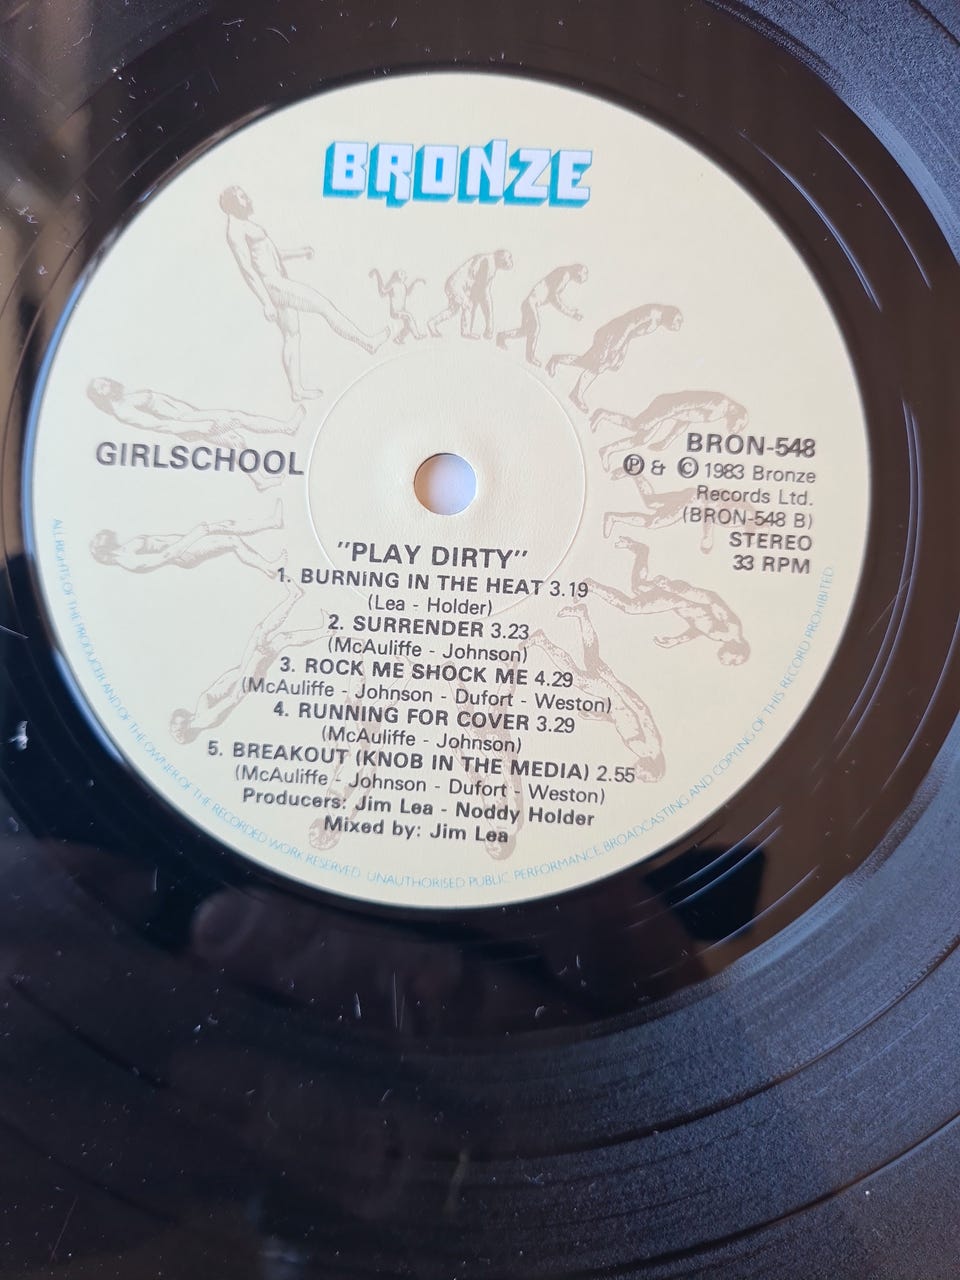 BRONZE
GIRLSCHOOL
BRON-548
Ⓟ & © 1983 Bronze
Records Ltd.
(BRON-548 B)
STEREO
33 RPM
"PLAY DIRTY"
1. BURNING IN THE HEAT 3.19
(Lea - Holder)
2. SURRENDER 3.23
(McAuliffe - Johnson)
3. ROCK ME SHOCK ME 4.29
(McAuliffe - Johnson - Dufort - Weston)
4. RUNNING FOR COVER 3.29
(McAuliffe - Johnson)
5. BREAKOUT (KNOB IN THE MEDIA) 2.55
(McAuliffe - Johnson - Dufort - Weston)
Producers: Jim Lea - Noddy Holder
Mixed by: Jim Lea
ALL RIGHTS OF THE PRODUCER AND OF THE OWNER OF THE RECORDED WORK RESERVED. UNAUTHORISED PUBLIC PERFORMANCE, BROADCASTING AND COPYING OF THIS RECORD PROHIBITED